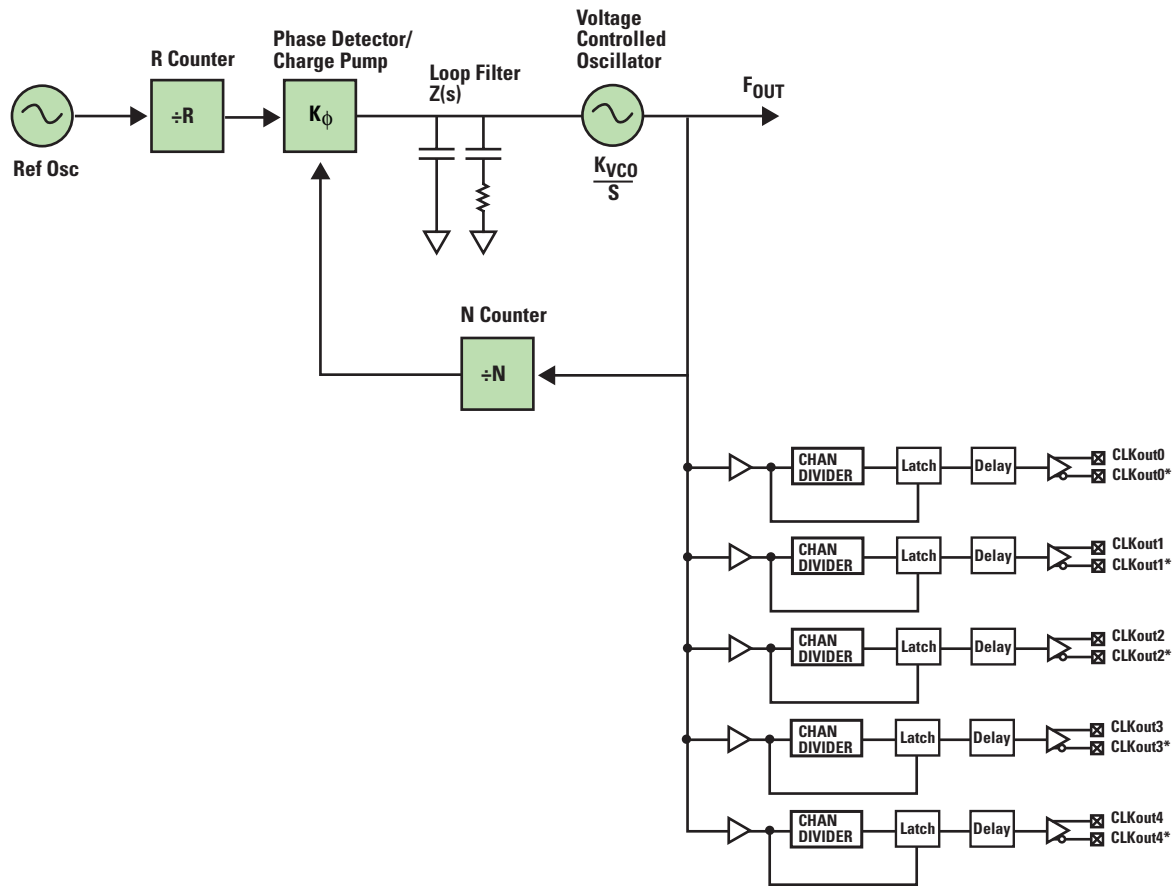 Ref Osc
R Counter
÷R
Phase Detector/
Charge Pump
Kϕ
Loop Filter
Z(s)
Voltage
Controlled
Oscillator
KVCO
S
FOUT
N Counter
÷N
CHAN
DIVIDER
Latch
Delay
CLKout0
CLKout0*
CHAN
DIVIDER
Latch
Delay
CLKout1
CLKout1*
CHAN
DIVIDER
Latch
Delay
CLKout2
CLKout2*
CHAN
DIVIDER
Latch
Delay
CLKout3
CLKout3*
CHAN
DIVIDER
Latch
Delay
CLKout4
CLKout4*